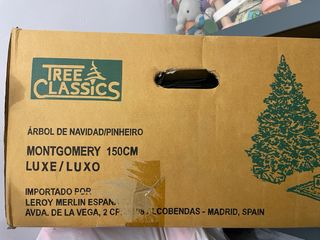 TREE
CLASSICS
ÁRBOL DE NAVIDAD/PINHEIRO
MONTGOMERY 150CM
LUXE/LUXO
IMPORTADO POR
LEROY MERLIN ESPAÑ
AVDA. DE LA VEGA, 2 ALCOBENDAS - MADRID, SPAIN